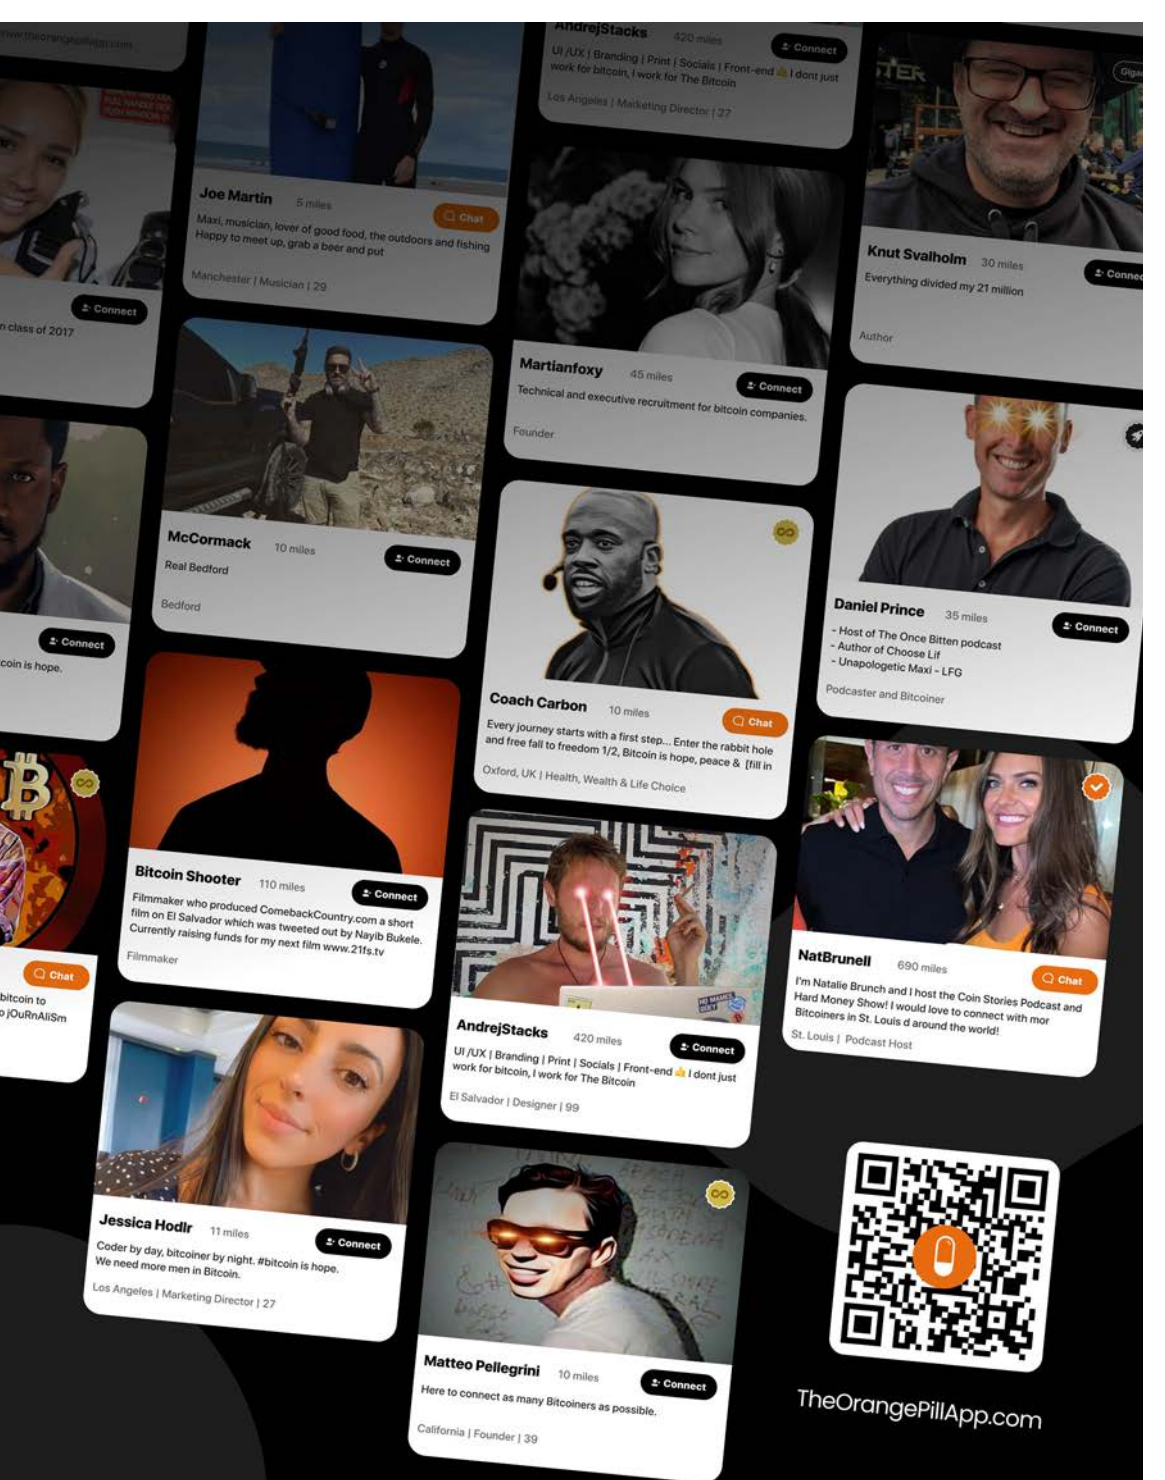 PULL HANDLE OUT
PUSH WINDOW O
Connect
n class of 2017
Connect
coin is hope.
Chat
bitcoin to
o jOuRnAliSm
Joe Martin 5 miles
Chat
Maxi, musician, lover of good food, the outdoors and fishing
Happy to meet up, grab a beer and put
Manchester | Musician | 29
McCormack 10 miles
Connect
Real Bedford
Bedford
Bitcoin Shooter 110 miles
Connect
Filmmaker who produced ComebackCountry.com a short
film on El Salvador which was tweeted out by Nayib Bukele.
Currently raising funds for my next film www.21fs.tv
Filmmaker
Jessica Hodlr 11 miles
Connect
Coder by day, bitcoiner by night. #bitcoin is hope.
We need more men in Bitcoin.
Los Angeles | Marketing Director | 27
AndrejStacks 420 miles
Connect
UI /UX | Branding | Print | Socials | Front-end 🤙 I dont just
work for bitcoin, I work for The Bitcoin
Los Angeles | Marketing Director | 27
Martianfoxy 45 miles
Connect
Technical and executive recruitment for bitcoin companies.
Founder
Coach Carbon 10 miles
Chat
Every journey starts with a first step... Enter the rabbit hole
and free fall to freedom 1/2, Bitcoin is hope, peace & [fill in
Oxford, UK | Health, Wealth & Life Choice
NO MAMES
AndrejStacks 420 miles
Connect
UI /UX | Branding | Print | Socials | Front-end 🤙 I dont just
work for bitcoin, I work for The Bitcoin
El Salvador | Designer | 99
Matteo Pellegrini 10 miles
Connect
Here to connect as many Bitcoiners as possible.
California | Founder | 39
STER
Giga
Knut Svalholm 30 miles
Connec
Everything divided my 21 million
Author
Daniel Prince 35 miles
Connect
- Host of The Once Bitten podcast
- Author of Choose Lif
- Unapologetic Maxi - LFG
Podcaster and Bitcoiner
NatBrunell 690 miles
Chat
I'm Natalie Brunch and I host the Coin Stories Podcast and
Hard Money Show! I would love to connect with mor
Bitcoiners in St. Louis d around the world!
St. Louis | Podcast Host
TheOrangePillApp.com